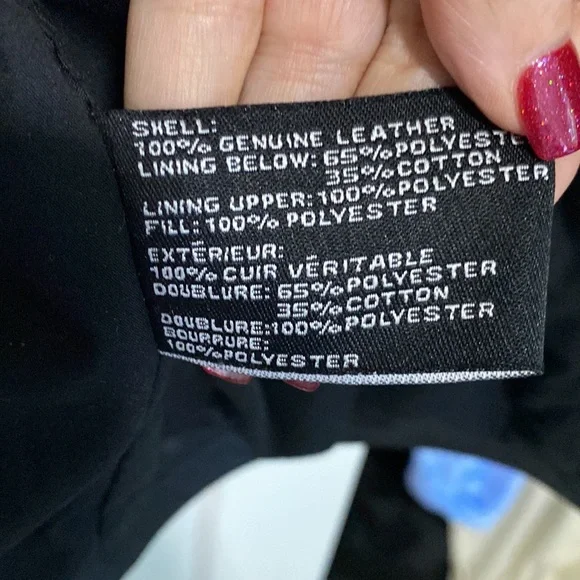 SHELL:
100% GENUINE LEATHER
LINING BELOW: 65% POLYESTE
35% COTTON
LINING UPPER: 100% POLYESTER
FILL: 100% POLYESTER
EXTÉRIEUR:
100% CUIR VÉRITABLE
DOUBLURE: 65% POLYESTER
35% COTTON
DOUBLURE: 100% POLYESTER
BOURRURE:
100% POLYESTER